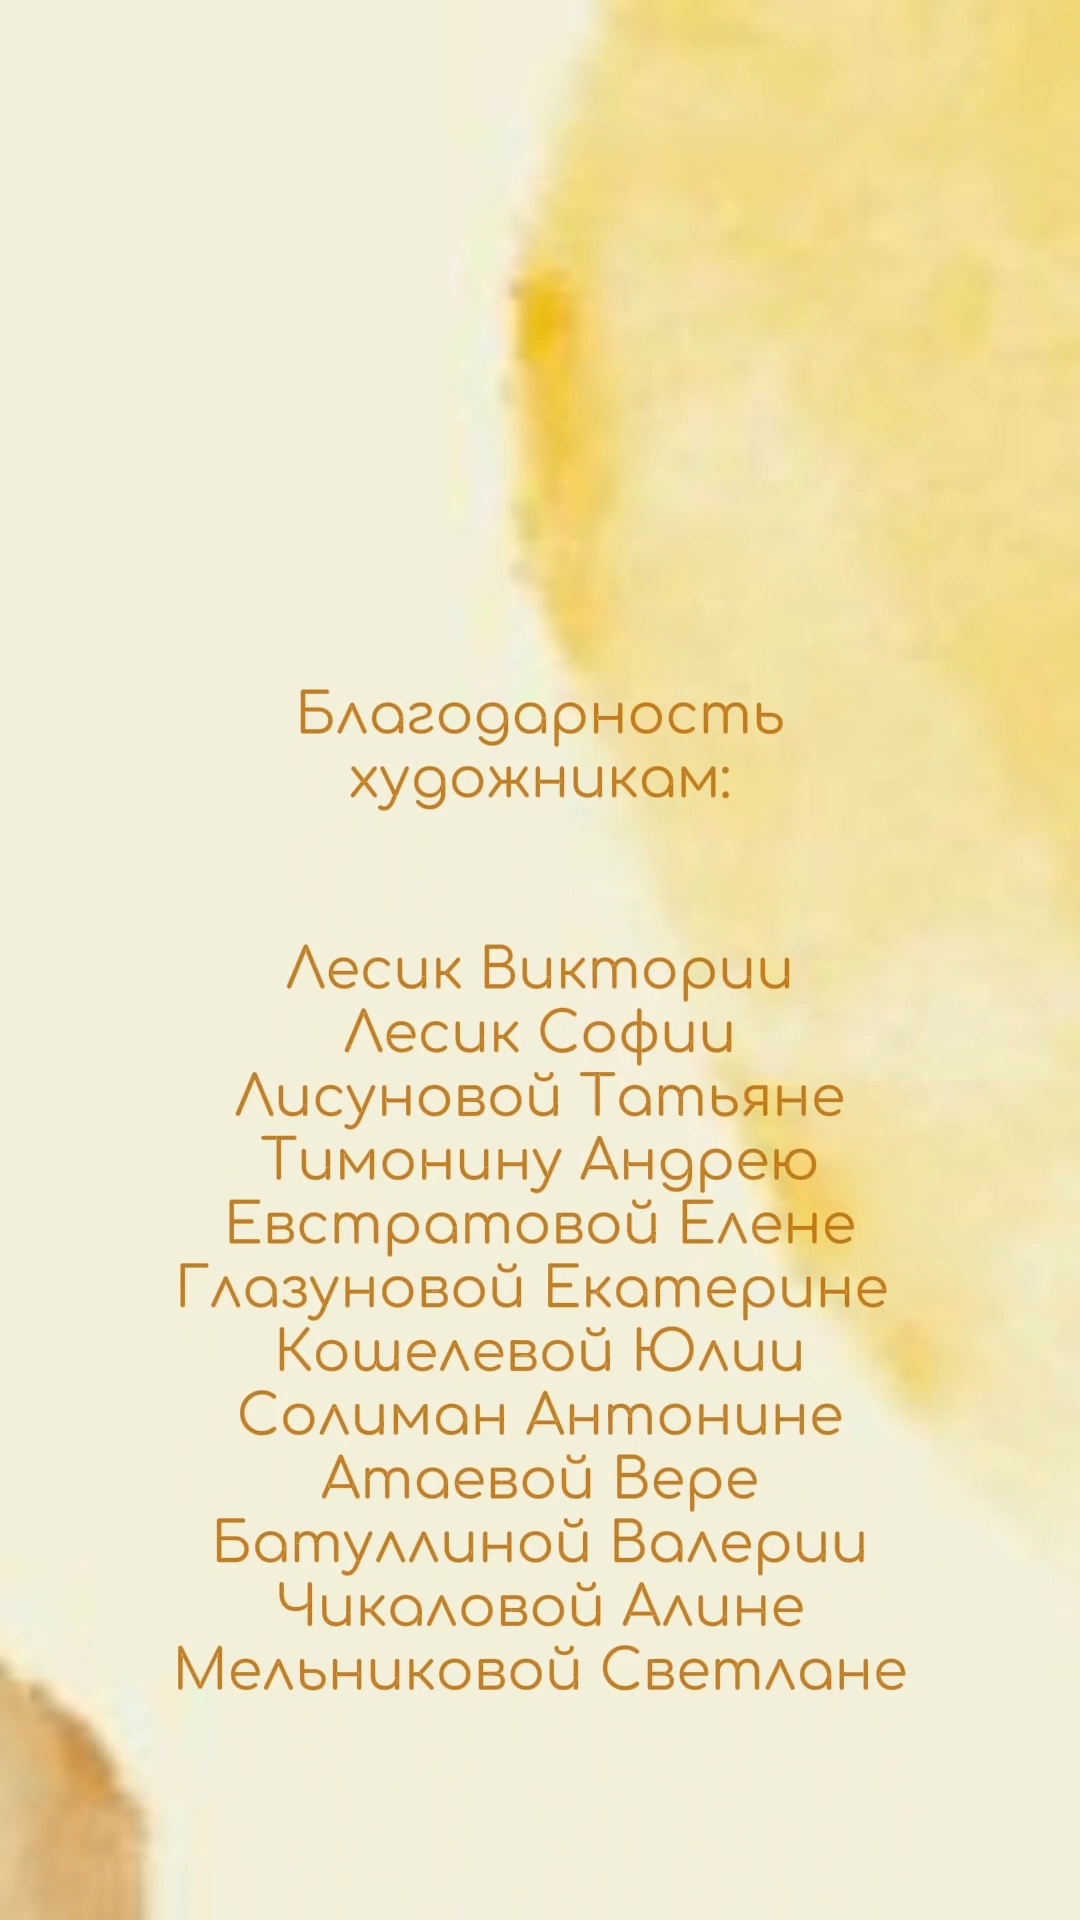 Благодарность
художникам:
Лесик Виктории
Лесик Софии
Лисуновой Татьяне
Тимонину Андрею
Евстратовой Елене
Глазуновой Екатерине
Кошелевой Юлии
Солиман Антонине
Атаевой Вере
Батуллиной Валерии
Чикаловой Алине
Мельниковой Светлане